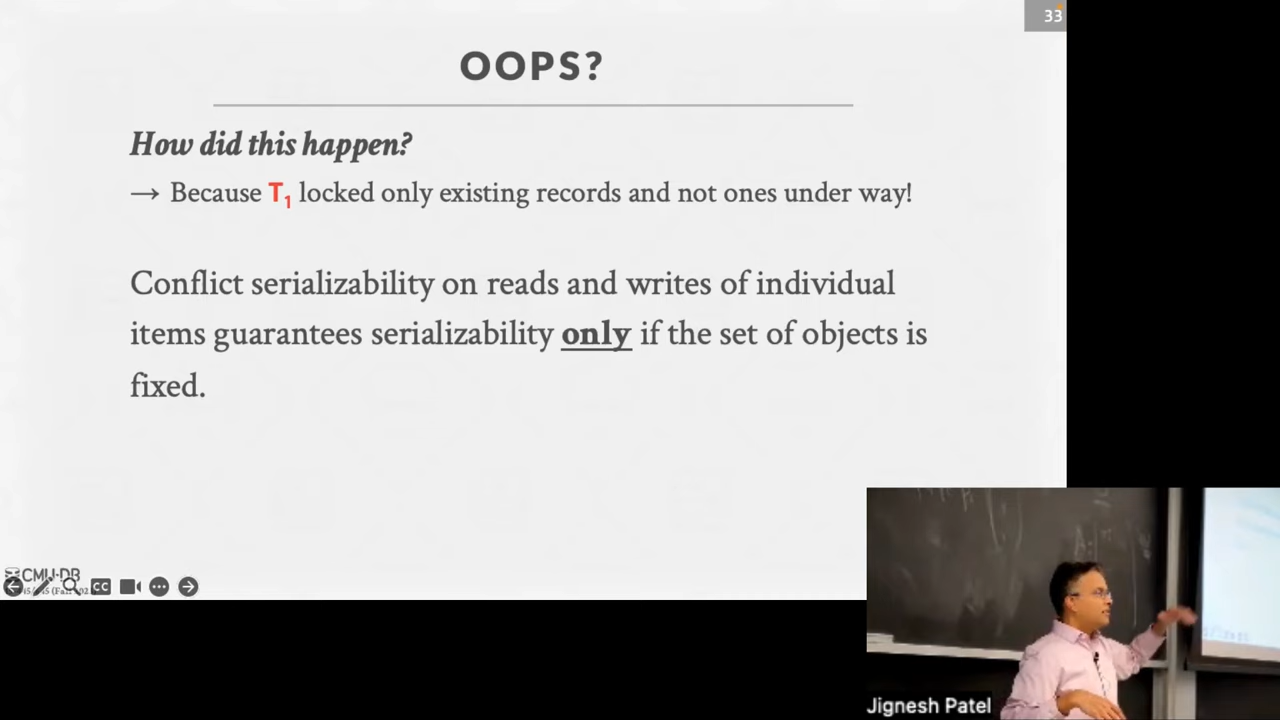 33
OOPS?
How did this happen?
→ Because T1 locked only existing records and not ones under way!
Conflict serializability on reads and writes of individual
items guarantees serializability only if the set of objects is
fixed.
CMU-DB
CC
Jignesh Patel